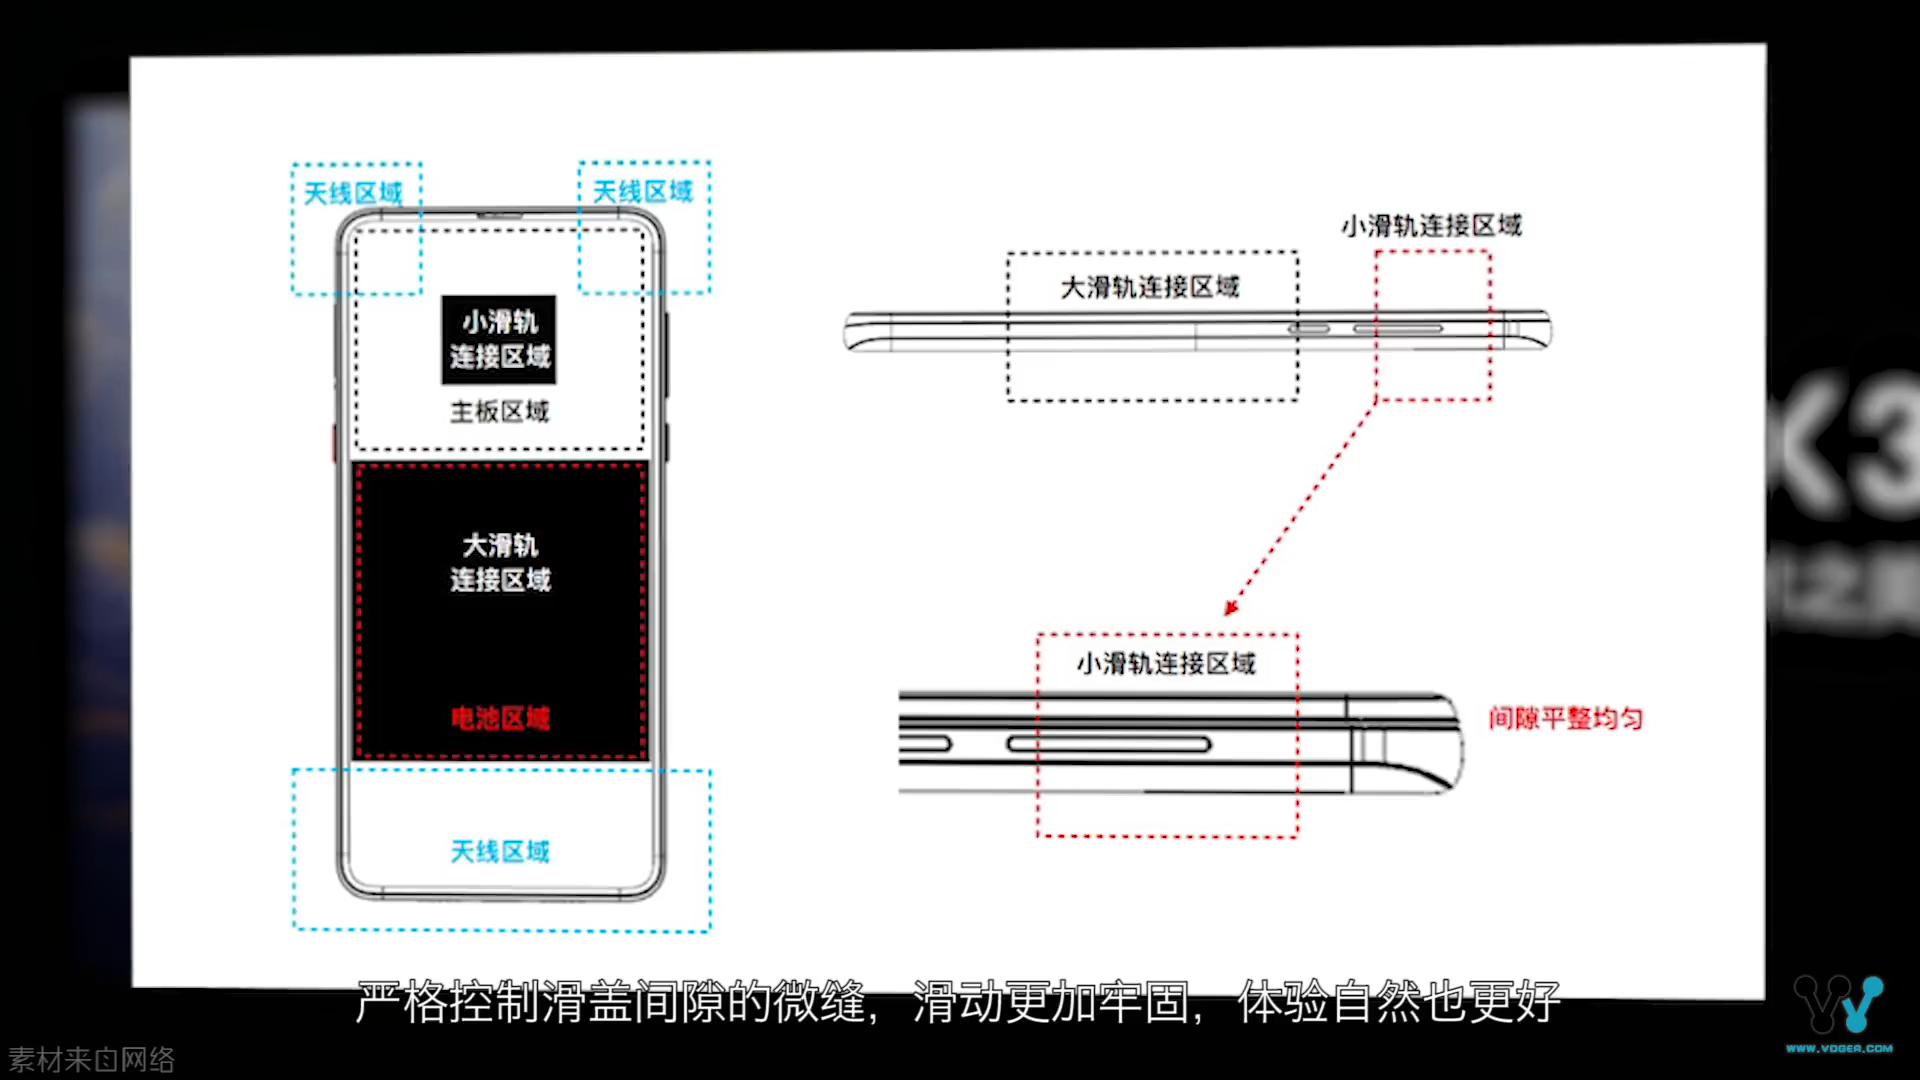 天线区域
天线区域
小滑轨
连接区域
主板区域
大滑轨
连接区域
电池区域
天线区域
小滑轨连接区域
大滑轨连接区域
小滑轨连接区域
间隙平整均匀
X3
严格控制滑盖间隙的微缝，滑动更加牢固，体验自然也更好
素材来自网络
WWW.VOGER.COM